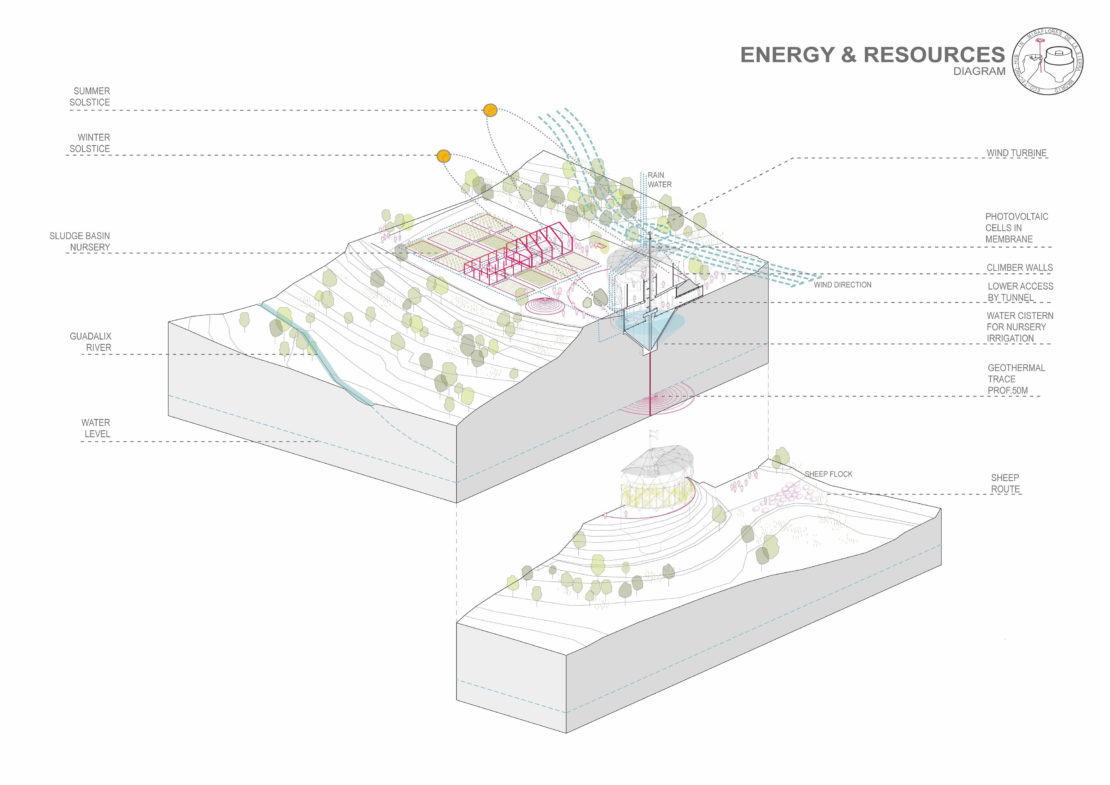 ENERGY & RESOURCES
DIAGRAM
SUMMER
SOLSTICE
WINTER
SOLSTICE
SLUDGE BASIN
NURSERY
GUADALIX
RIVER
WATER
LEVEL
RAIN
WATER
WIND DIRECTION
WIND TURBINE
PHOTOVOLTAIC
CELLS IN
MEMBRANE
CLIMBER WALLS
LOWER ACCESS
BY TUNNEL
WATER CISTERN
FOR NURSERY
IRRIGATION
GEOTHERMAL
TRACE
PROF.50M
SHEEP FLOCK
SHEEP
ROUTE